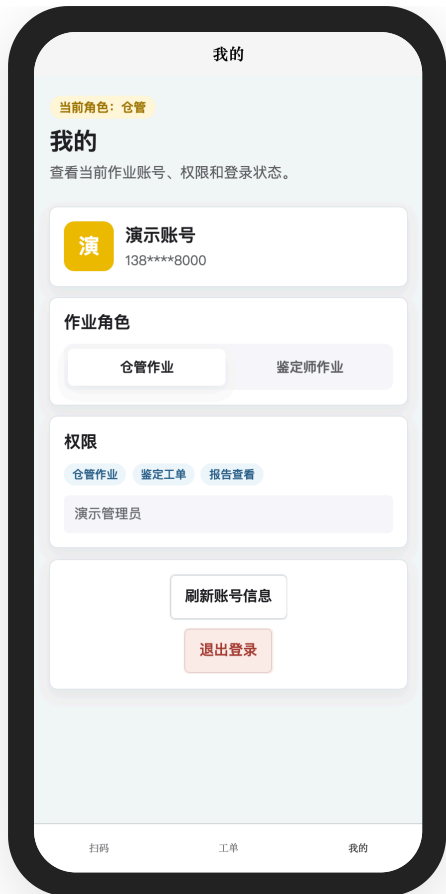 我的
当前角色：仓管
我的
查看当前作业账号、权限和登录状态。
演
演示账号
138****8000
作业角色
仓管作业
鉴定师作业
权限
仓管作业
鉴定工单
报告查看
演示管理员
刷新账号信息
退出登录
扫码
工单
我的